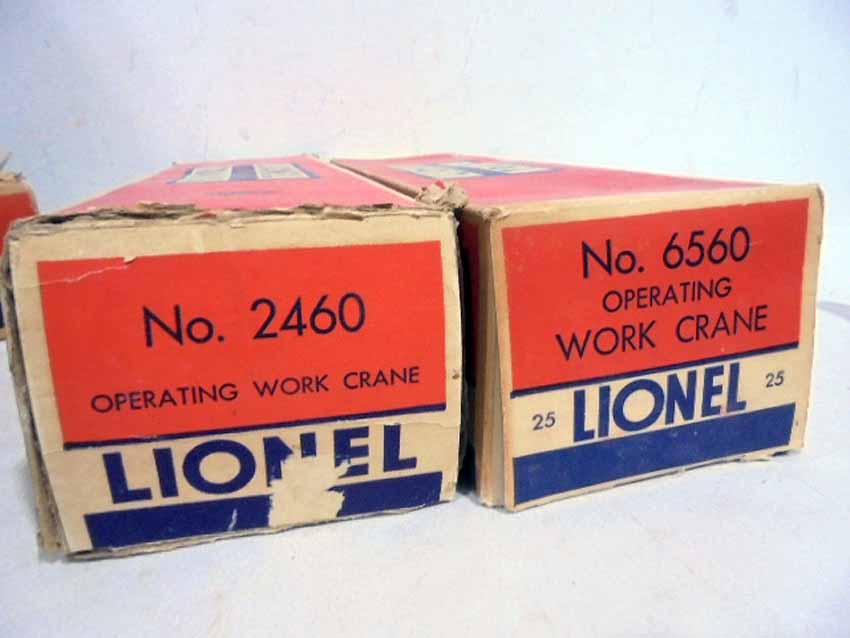 No. 2460
OPERATING WORK CRANE
LIONEL
No. 6560
OPERATING
WORK CRANE
25 LIONEL 25